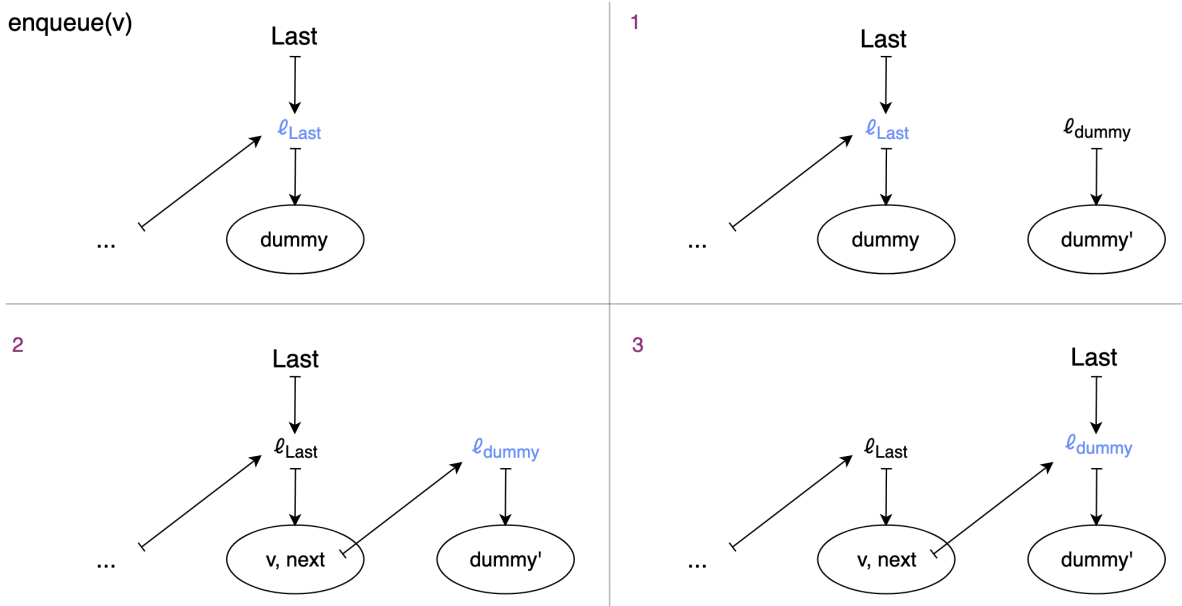 enqueue(v)
Last
ℓLast
...
dummy
1
Last
ℓLast
ℓdummy
...
dummy
dummy'
2
Last
ℓLast
ℓdummy
...
v, next
dummy'
3
Last
ℓLast
ℓdummy
...
v, next
dummy'